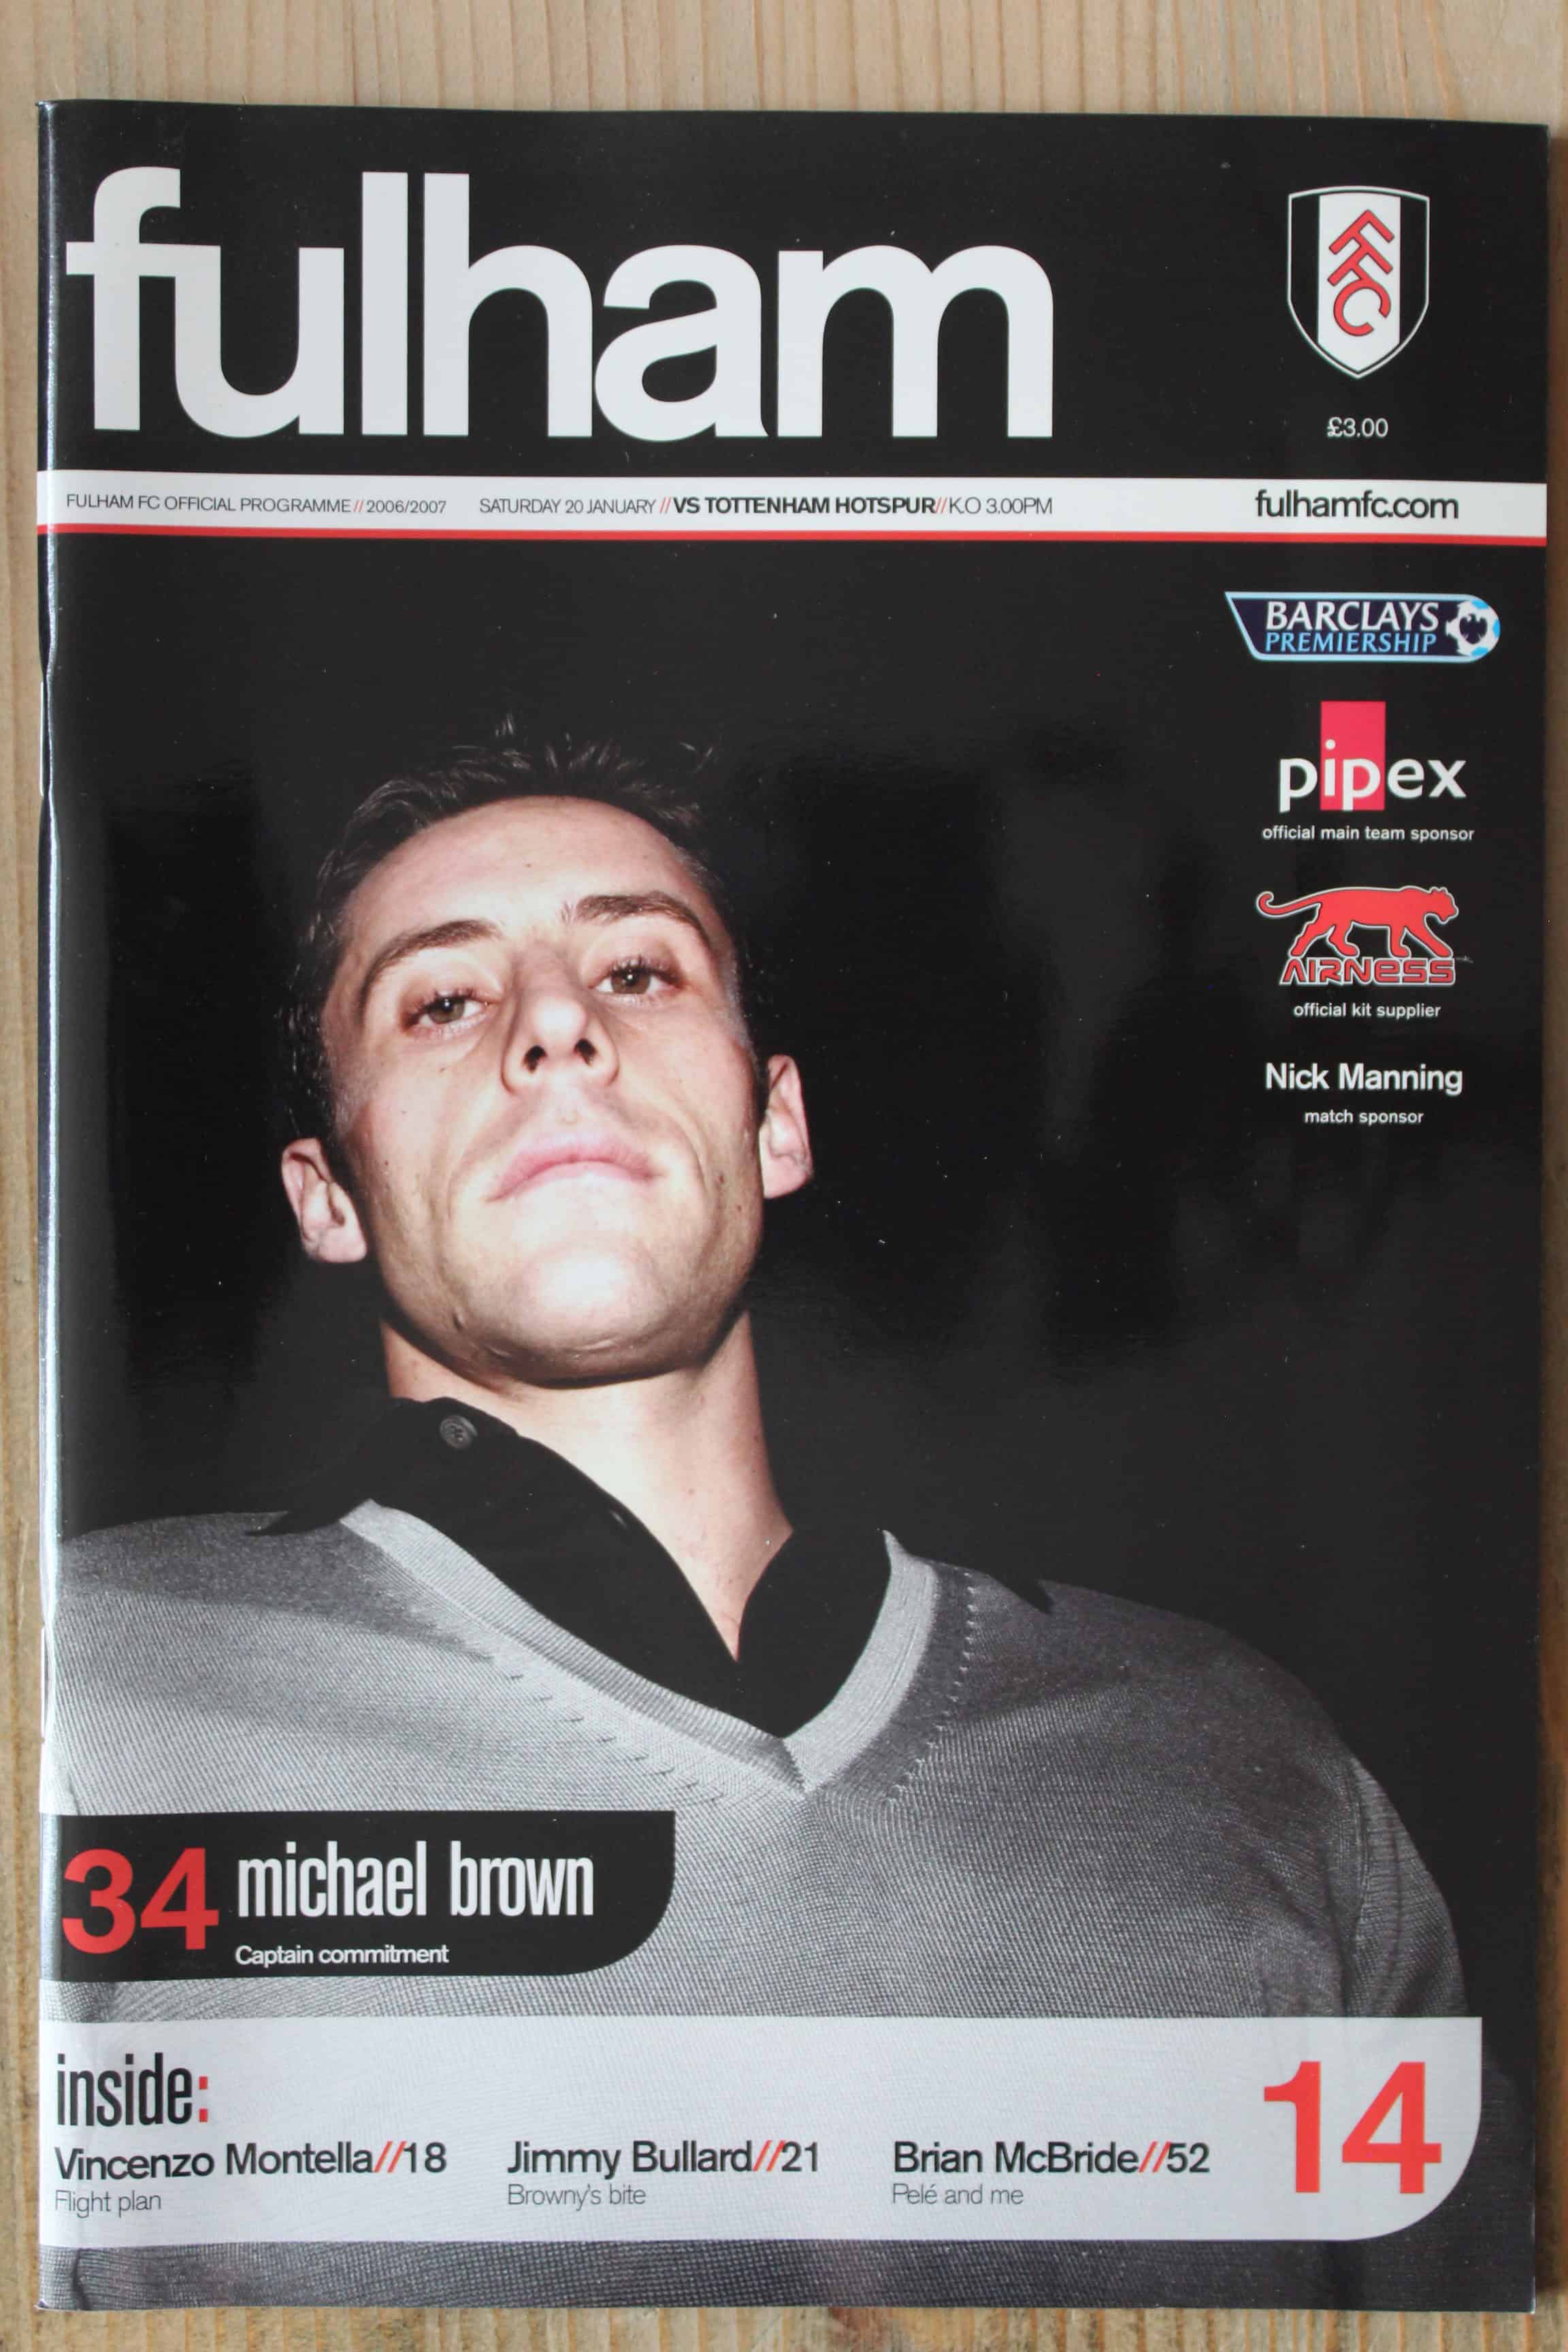 fulham
FFC
£3.00
FULHAM FC OFFICIAL PROGRAMME//2006/2007 SATURDAY 20 JANUARY//VS TOTTENHAM HOTSPUR//K.O 3.00PM fulhamfc.com
BARCLAYS
PREMIERSHIP
pipex
official main team sponsor
AIRNESS
official kit supplier
Nick Manning
match sponsor
34 michael brown
Captain commitment
inside:
Vincenzo Montella//18 Jimmy Bullard//21 Brian McBride//52
Flight plan Browny's bite Pelé and me
14